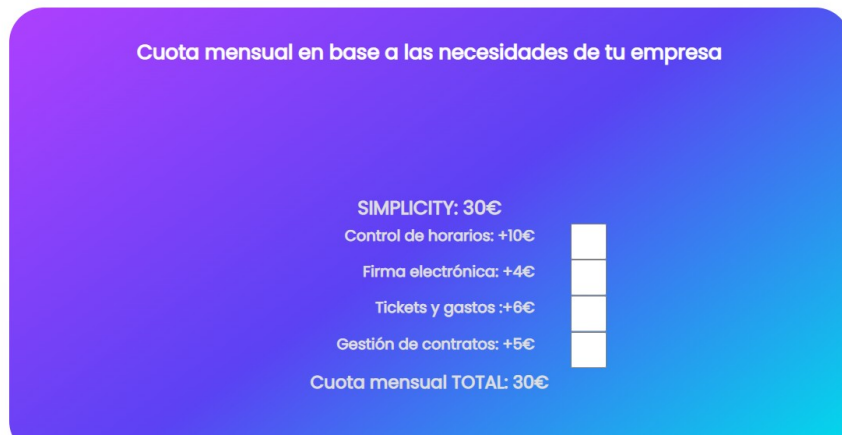 Cuota mensual en base a las necesidades de tu empresa
SIMPLICITY: 30€
Control de horarios: +10€
Firma electrónica: +4€
Tickets y gastos :+6€
Gestión de contratos: +5€
Cuota mensual TOTAL: 30€